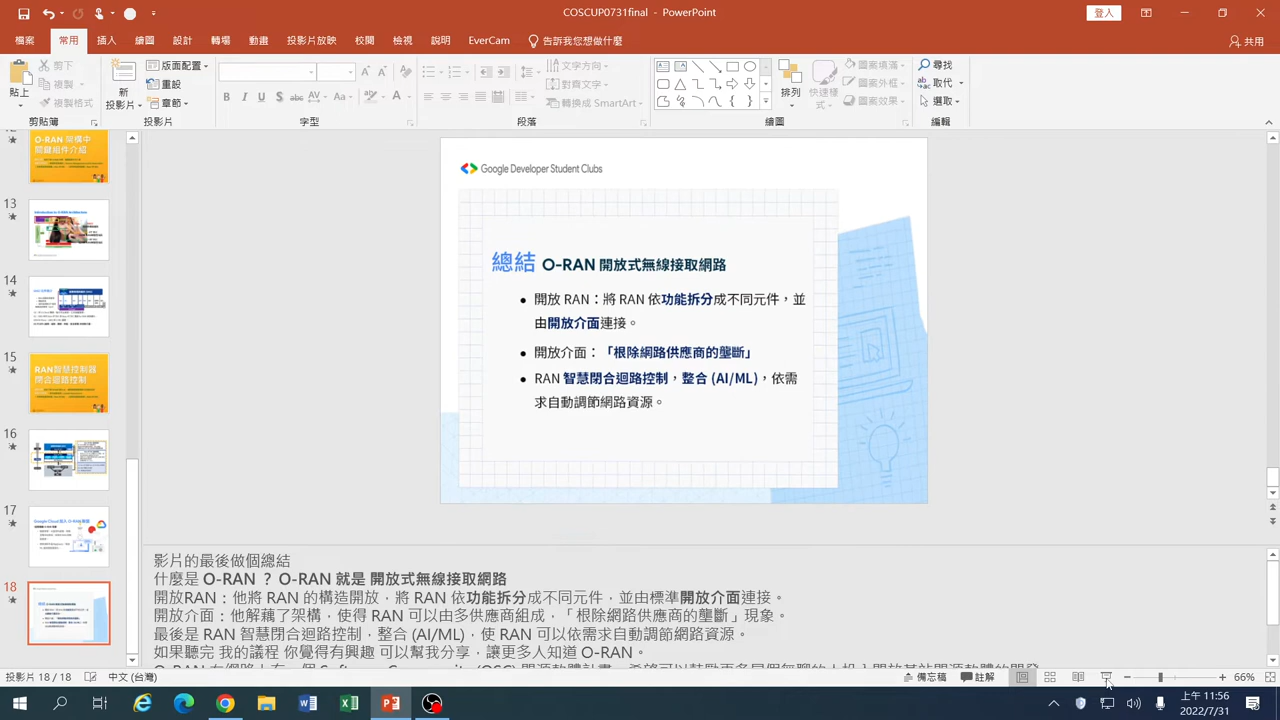 COSCUP0731final - PowerPoint
登入
檔案 常用 插入 繪圖 設計 轉場 動畫 投影片放映 校閱 檢視 說明 EverCam 告訴我您想做什麼 共用
貼上 剪下 複製 複製格式
新投影片 版面配置 重設 章節
文字方向 對齊文字 轉換成 SmartArt
排列 快速樣式 圖案填滿 圖案外框 圖案效果
尋找 取代 選取
剪貼簿 投影片 字型 段落 繪圖 編輯
O-RAN 架構中
關鍵組件介紹
13
14
15
RAN智慧控制器
閉合迴路控制
16
17
18
Google Developer Student Clubs
總結 O-RAN 開放式無線接取網路
開放 RAN：將 RAN 依功能拆分成不同元件，並
由開放介面連接。
開放介面：「根除網路供應商的壟斷」
RAN 智慧閉合迴路控制，整合 (AI/ML)，依需
求自動調節網路資源。
影片的最後做個總結
什麼是 O-RAN ？ O-RAN 就是 開放式無線接取網路
開放RAN：他將 RAN 的構造開放，將 RAN 依功能拆分成不同元件，並由標準開放介面連接。
開放介面：他解藕了架構，使得 RAN 可以由多供應商組成，「根除網路供應商的壟斷」現象。
最後是 RAN 智慧閉合迴路控制，整合 (AI/ML)，使 RAN 可以依需求自動調節網路資源。
如果聽完 我的議程 你覺得有興趣 可以幫我分享，讓更多人知道 O-RAN。
投影片 18 / 18 中文 (台灣) 備忘稿 註解 66%
上午 11:56
2022/7/31